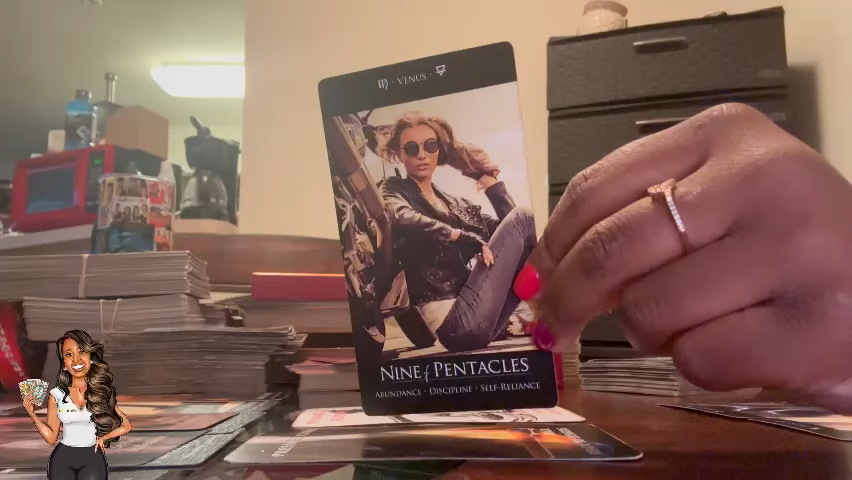 ♍ · VENUS ·
NINE of PENTACLES
ABUNDANCE · DISCIPLINE · SELF-RELIANCE